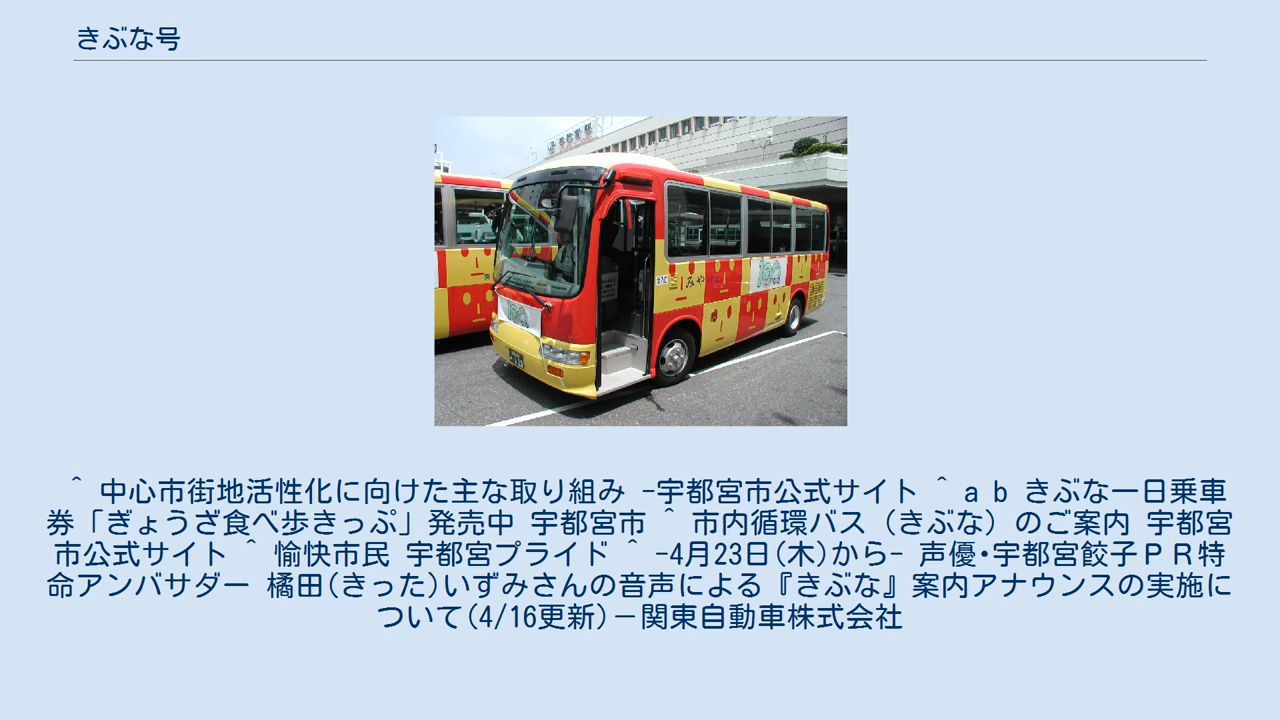 きぶな号
みや
^ 中心市街地活性化に向けた主な取り組み -宇都宮市公式サイト ^ a b きぶな一日乗車
券「ぎょうざ食べ歩きっぷ」発売中 宇都宮市 ^ 市内循環バス (きぶな) のご案内 宇都宮
市公式サイト ^ 愉快市民 宇都宮プライド ^ -4月23日(木)から- 声優・宇都宮餃子PR特
命アンバサダー 橘田(きった)いずみさんの音声による『きぶな』案内アナウンスの実施に
ついて(4/16更新)－関東自動車株式会社